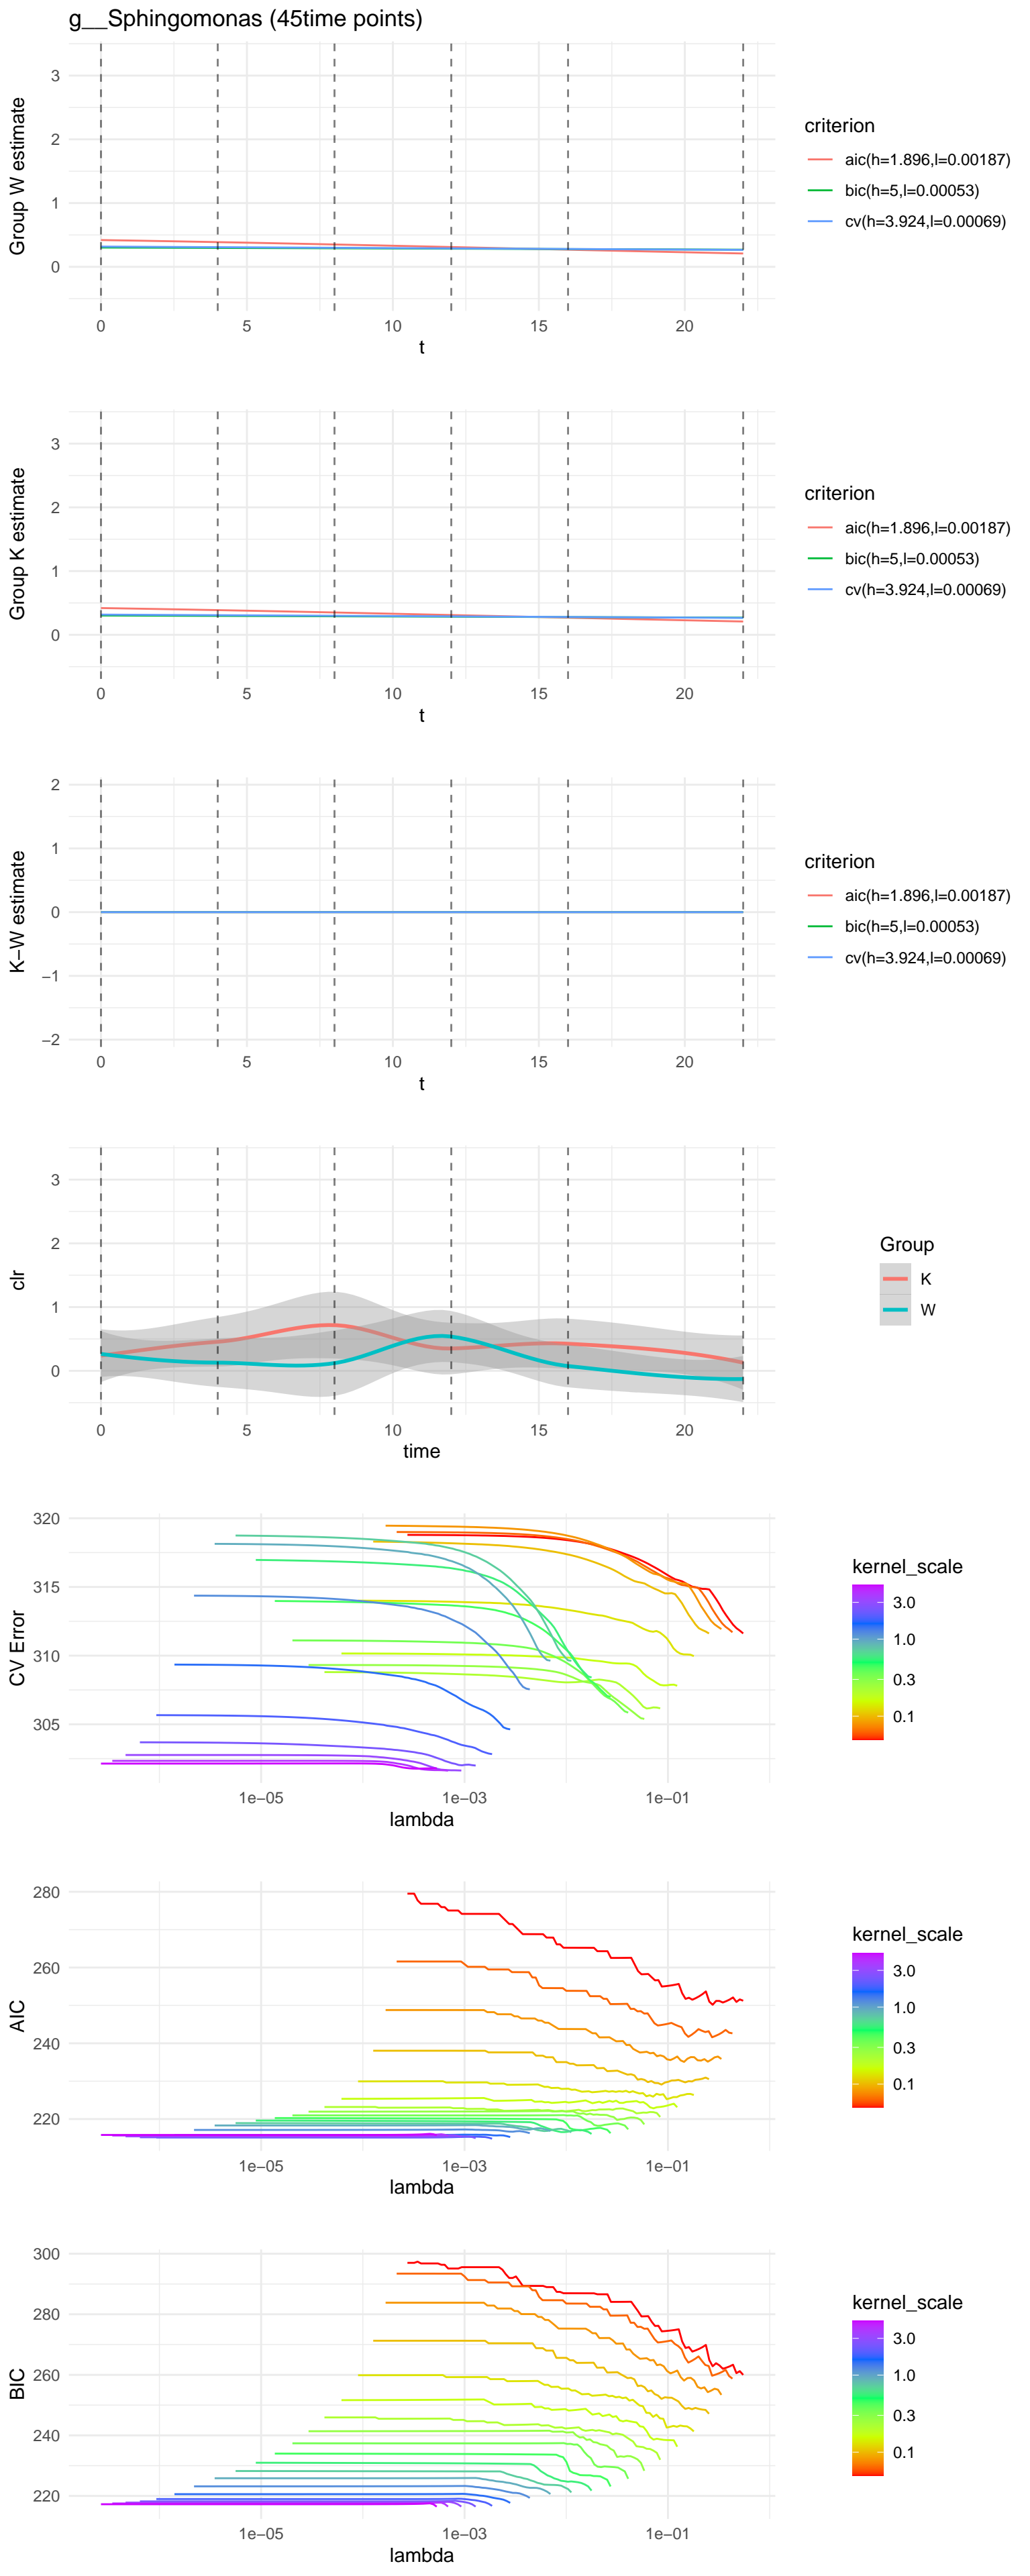 g__Sphingomonas (45time points)
Group W estimate
3
2
1
0
0
5
10
15
20
t
criterion
aic(h=1.896,l=0.00187)
bic(h=5,l=0.00053)
cv(h=3.924,l=0.00069)
Group K estimate
3
2
1
0
0
5
10
15
20
t
criterion
aic(h=1.896,l=0.00187)
bic(h=5,l=0.00053)
cv(h=3.924,l=0.00069)
K−W estimate
2
1
0
−1
−2
0
5
10
15
20
t
criterion
aic(h=1.896,l=0.00187)
bic(h=5,l=0.00053)
cv(h=3.924,l=0.00069)
clr
3
2
1
0
0
5
10
15
20
time
Group
K
W
CV Error
320
315
310
305
1e−05
1e−03
1e−01
lambda
kernel_scale
3.0
1.0
0.3
0.1
AIC
280
260
240
220
1e−05
1e−03
1e−01
lambda
kernel_scale
3.0
1.0
0.3
0.1
BIC
300
280
260
240
220
1e−05
1e−03
1e−01
lambda
kernel_scale
3.0
1.0
0.3
0.1